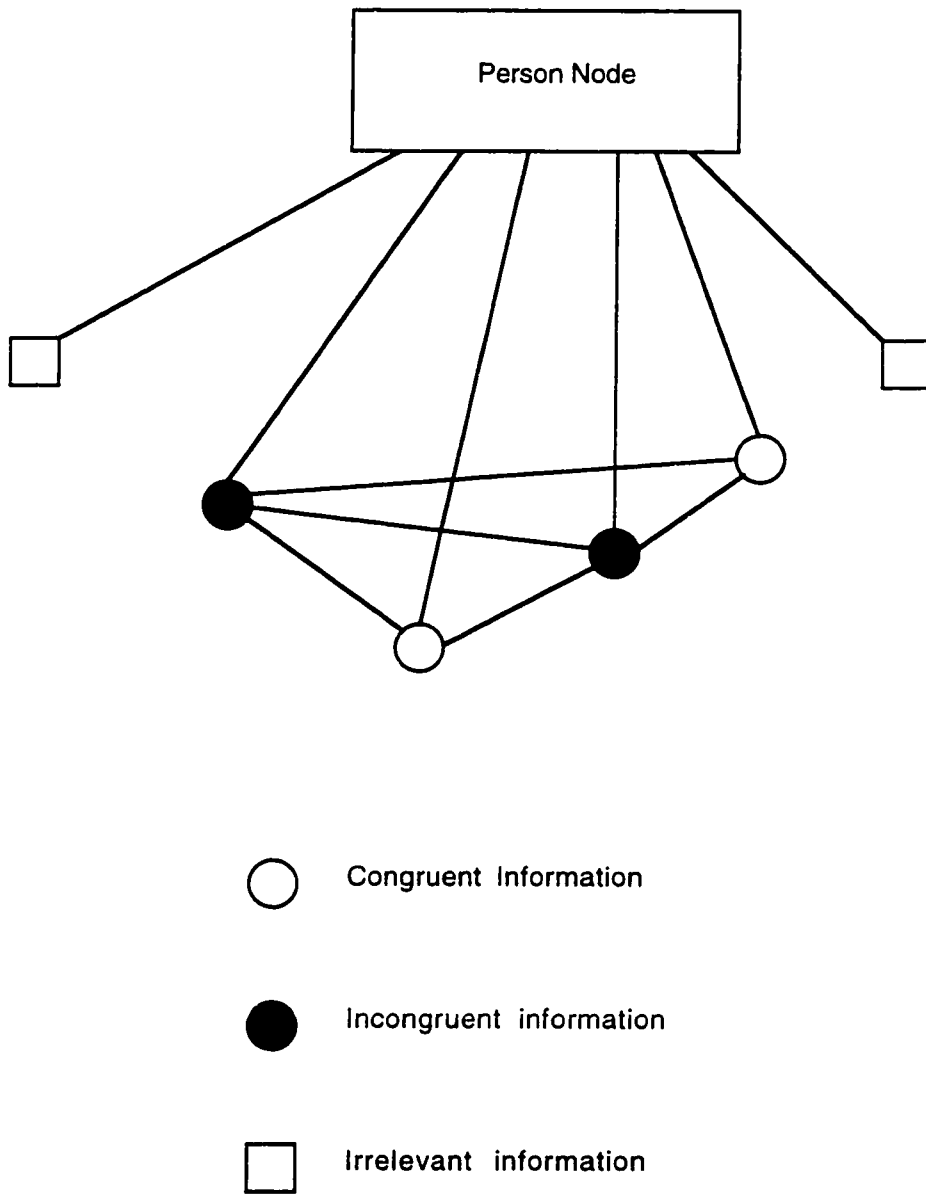 Person Node
Congruent Information
Incongruent information
Irrelevant information